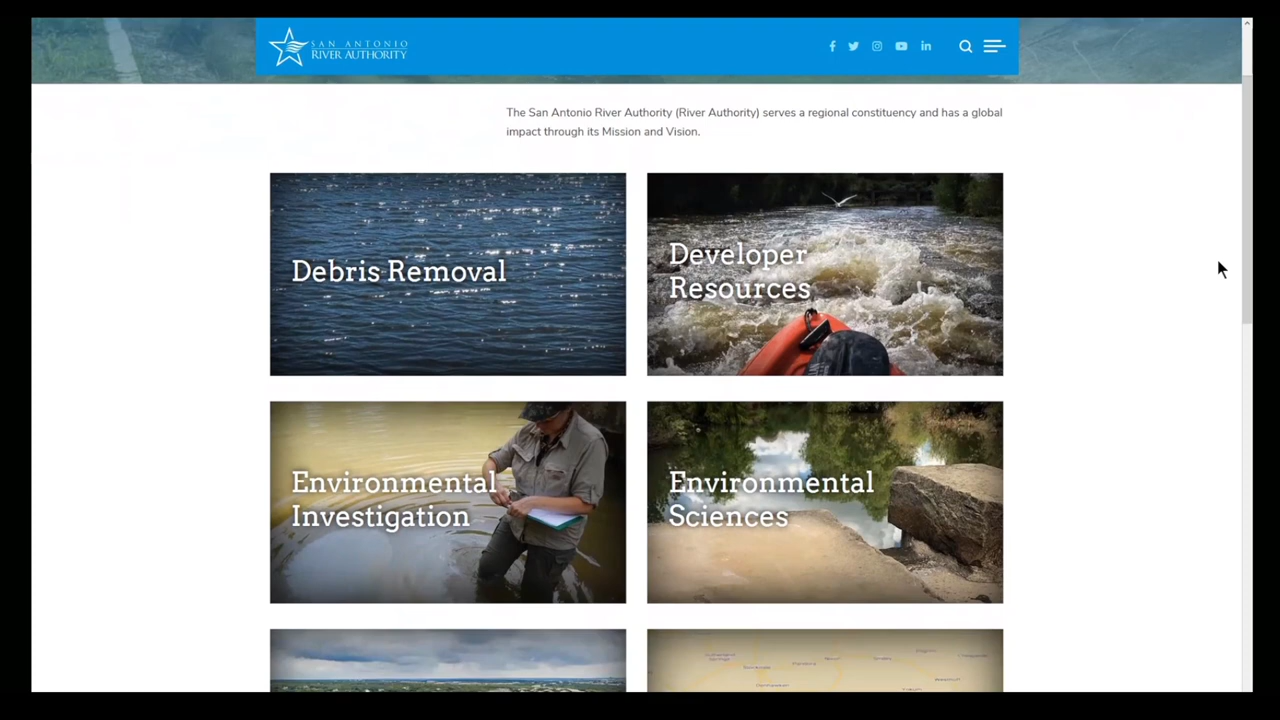 SAN ANTONIO
RIVER AUTHORITY
The San Antonio River Authority (River Authority) serves a regional constituency and has a global
impact through its Mission and Vision.
Debris Removal
Developer
Resources
Environmental
Investigation
Environmental
Sciences